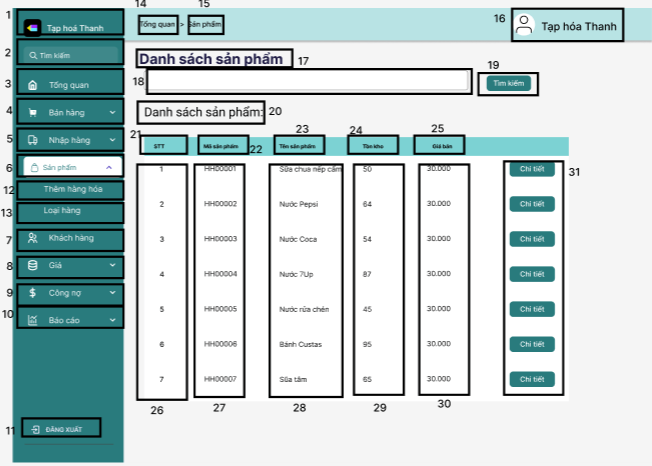 14 15
1 Tạp hoá Thanh Tổng quan > Sản phẩm 16 Tạp hóa Thanh
2 Tìm kiếm
Danh sách sản phẩm 17
3 Tổng quan 18 19 Tìm kiếm
4 Bán hàng Danh sách sản phẩm: 20
5 Nhập hàng 21 22 23 24 25
STT Mã sản phẩm Tên sản phẩm Tồn kho Giá bán
6 Sản phẩm
1 HH00001 Sữa chua nếp cẩm 50 30.000 Chi tiết 31
12 Thêm hàng hóa
13 Loại hàng
2 HH00002 Nước Pepsi 64 30.000 Chi tiết
7 Khách hàng
3 HH00003 Nước Coca 54 30.000 Chi tiết
8 Giá
4 HH00004 Nước 7Up 87 30.000 Chi tiết
9 $ Công nợ
5 HH00005 Nước rửa chén 45 30.000 Chi tiết
10 Báo cáo
6 HH00006 Bánh Custas 95 30.000 Chi tiết
7 HH00007 Sữa tắm 65 30.000 Chi tiết
26 27 28 29 30
11 ĐĂNG XUẤT